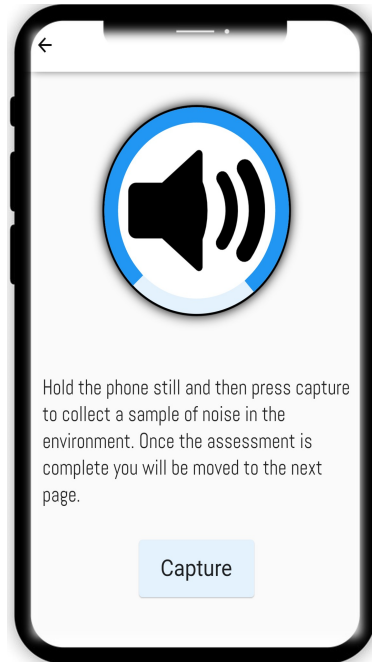 Hold the phone still and then press capture
to collect a sample of noise in the
environment. Once the assessment is
complete you will be moved to the next
page.
Capture